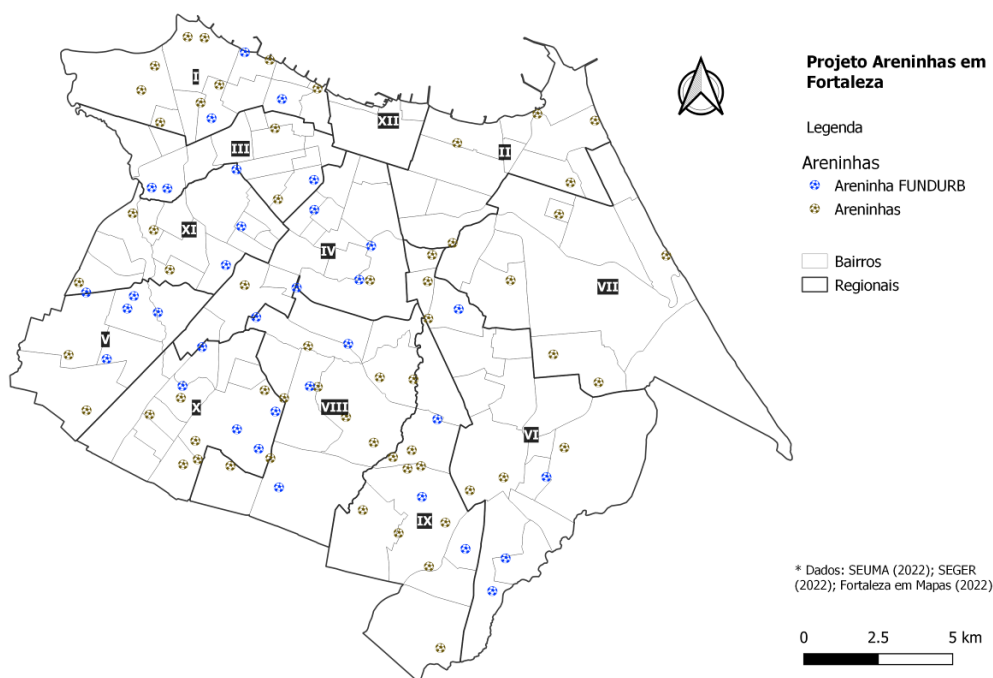 Projeto Areninhas em
Fortaleza
Legenda
Areninhas
Areninha FUNDURB
Areninhas
Bairros
Regionais
I
XII
III
II
XI
IV
VII
V
X
VIII
VI
IX
* Dados: SEUMA (2022); SEGER
(2022); Fortaleza em Mapas (2022)
0 2.5 5 km